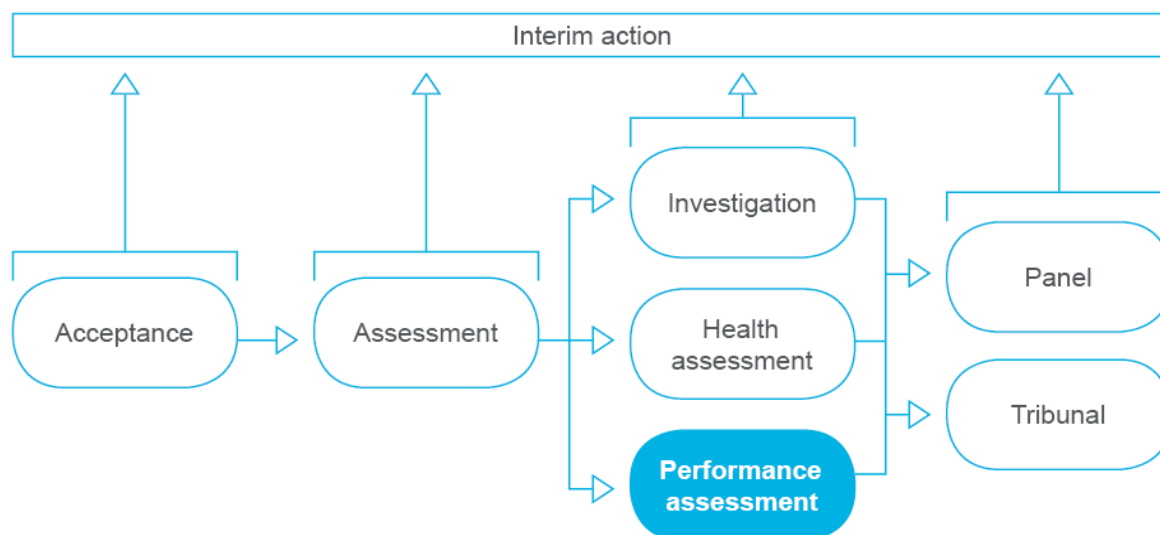 Interim action
Acceptance
Assessment
Investigation
Health
assessment
Performance
assessment
Panel
Tribunal